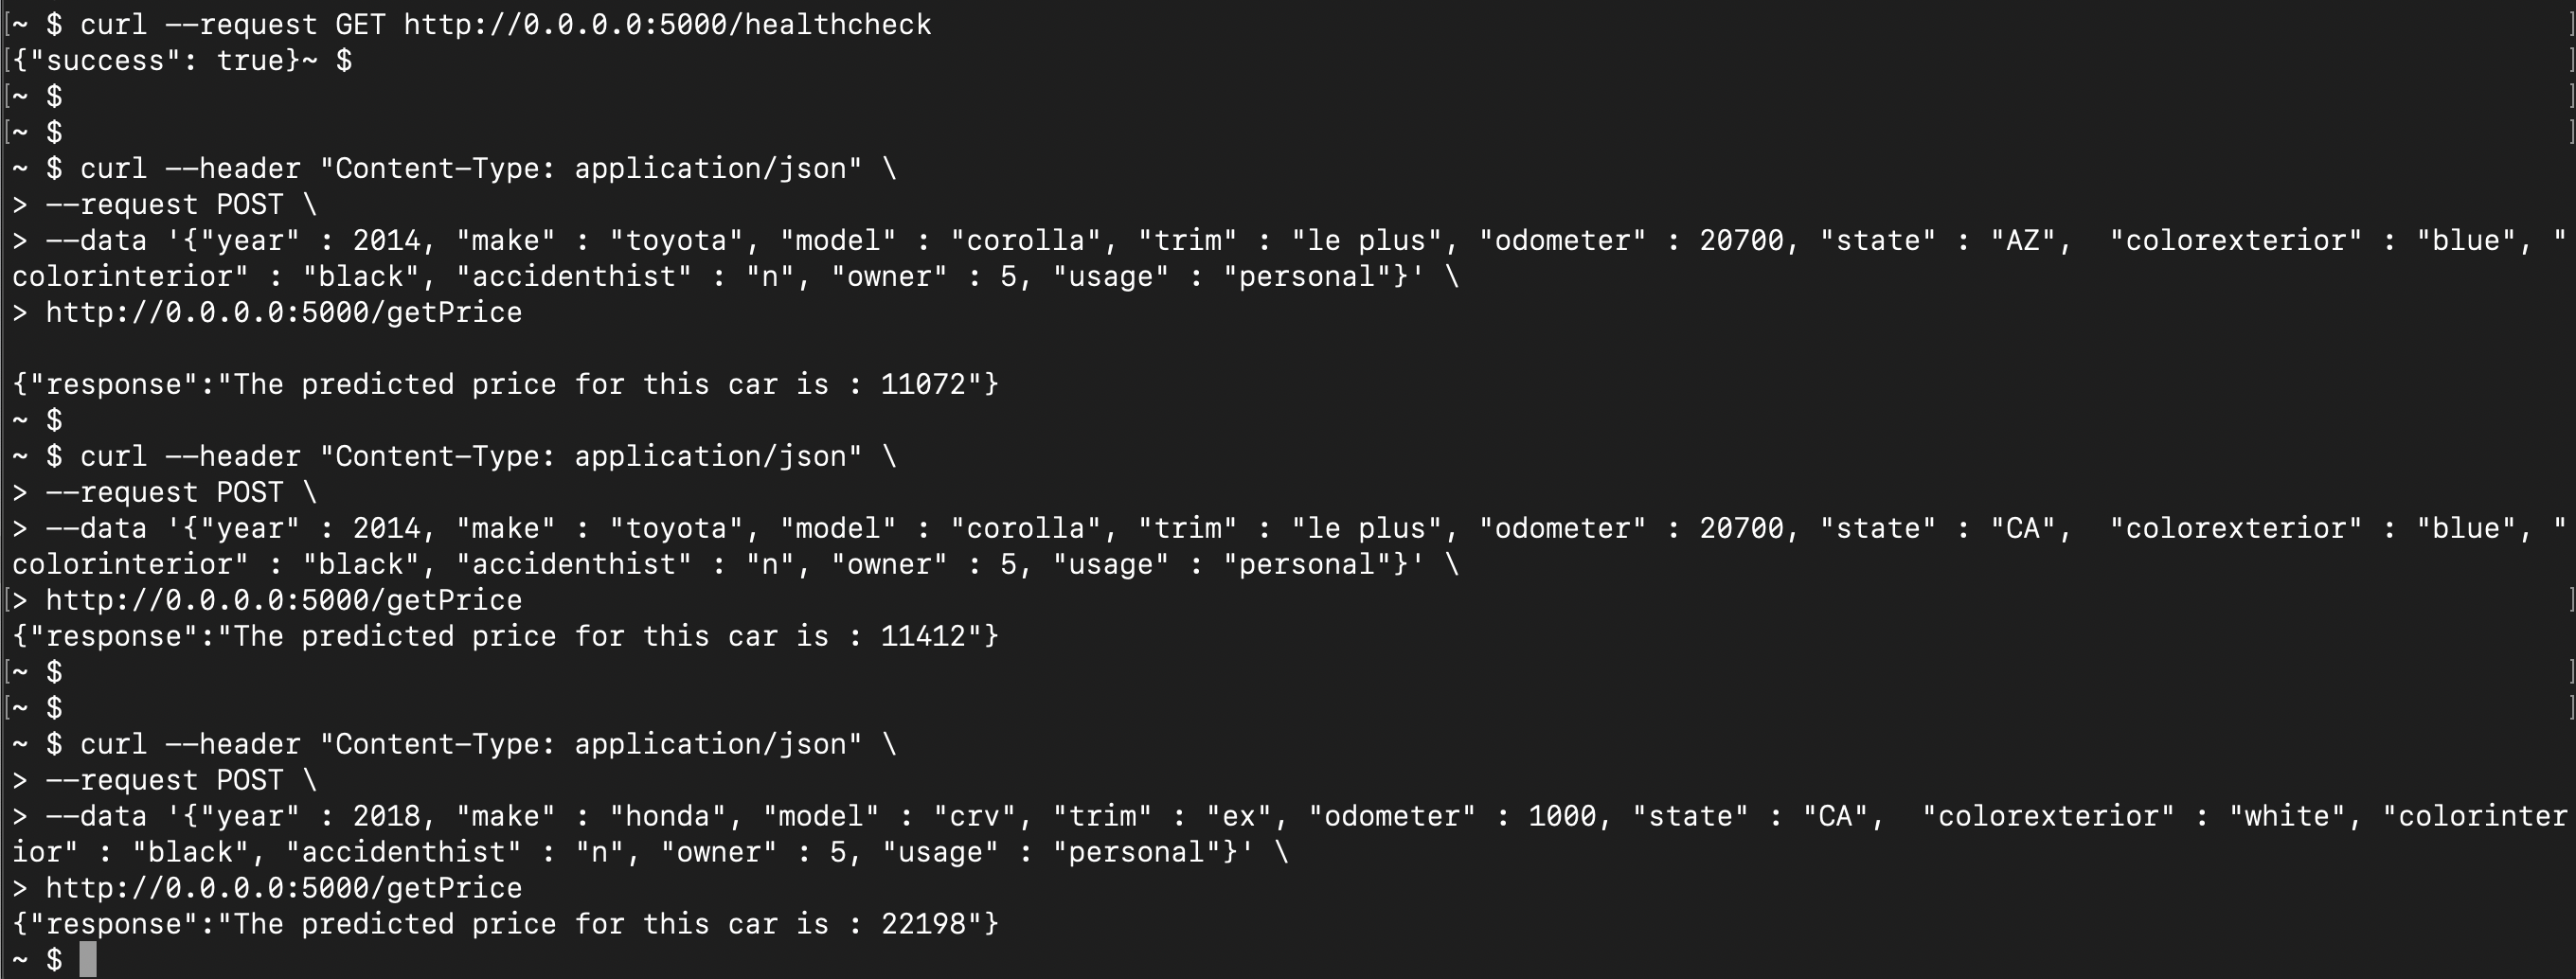 [~ $ curl --request GET http://0.0.0.0:5000/healthcheck ]
[{"success": true}~ $ ]
[~ $ ]
[~ $ ]
~ $ curl --header "Content-Type: application/json" \
> --request POST \
> --data '{"year" : 2014, "make" : "toyota", "model" : "corolla", "trim" : "le plus", "odometer" : 20700, "state" : "AZ",  "colorexterior" : "blue", "
colorinterior" : "black", "accidenthist" : "n", "owner" : 5, "usage" : "personal"}' \
> http://0.0.0.0:5000/getPrice
{"response":"The predicted price for this car is : 11072"}
~ $
~ $ curl --header "Content-Type: application/json" \
> --request POST \
> --data '{"year" : 2014, "make" : "toyota", "model" : "corolla", "trim" : "le plus", "odometer" : 20700, "state" : "CA",  "colorexterior" : "blue", "
colorinterior" : "black", "accidenthist" : "n", "owner" : 5, "usage" : "personal"}' \
[> http://0.0.0.0:5000/getPrice ]
{"response":"The predicted price for this car is : 11412"}
[~ $ ]
[~ $ ]
~ $ curl --header "Content-Type: application/json" \
> --request POST \
> --data '{"year" : 2018, "make" : "honda", "model" : "crv", "trim" : "ex", "odometer" : 1000, "state" : "CA",  "colorexterior" : "white", "colorinter
ior" : "black", "accidenthist" : "n", "owner" : 5, "usage" : "personal"}' \
> http://0.0.0.0:5000/getPrice
{"response":"The predicted price for this car is : 22198"}
~ $